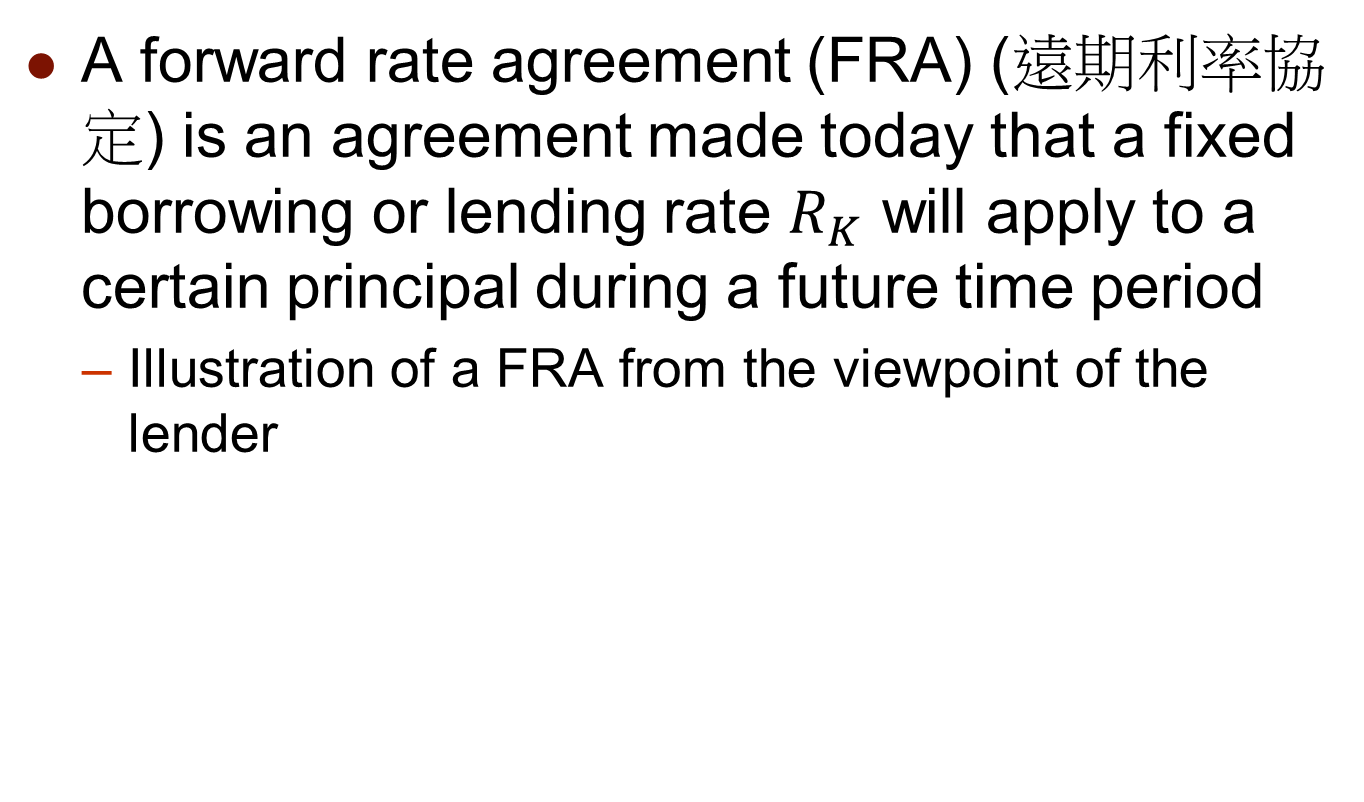 ● A forward rate agreement (FRA) (遠期利率協
定) is an agreement made today that a fixed
borrowing or lending rate R_K will apply to a
certain principal during a future time period
– Illustration of a FRA from the viewpoint of the
lender